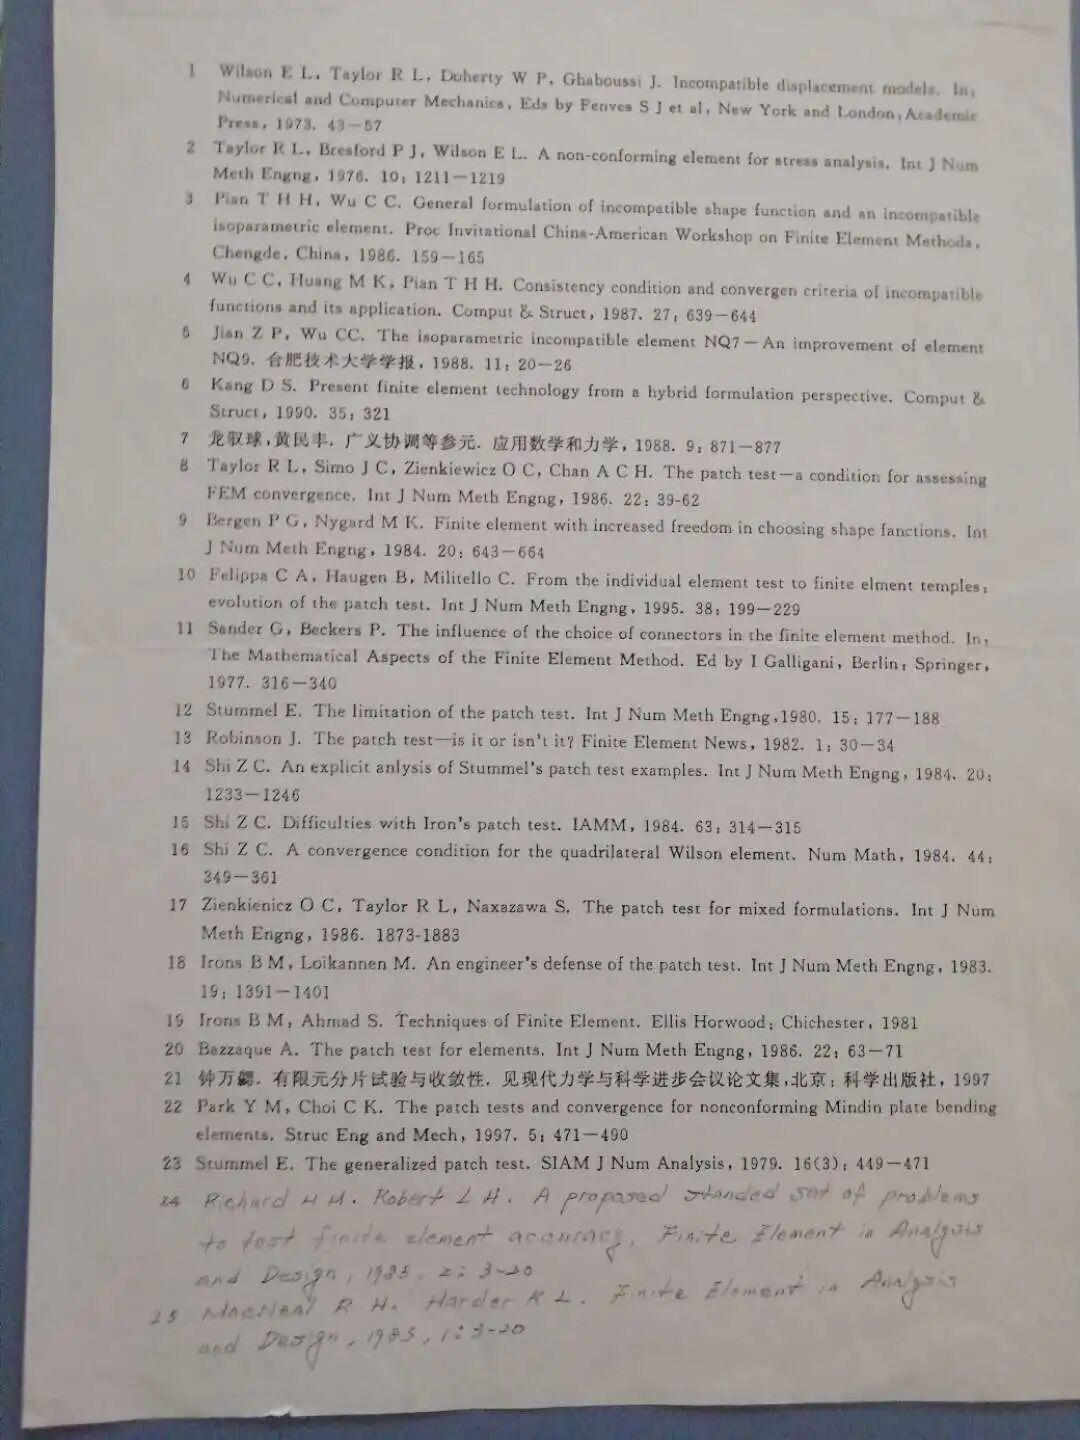 1 Wilson E L, Taylor R L, Doherty W P, Ghaboussi J. Incompatible displacement models. In:
Numerical and Computer Mechanics, Eds by Fenves S J et al, New York and London: Academic
Press, 1973. 43—57
2 Taylor R L, Bresford P J, Wilson E L. A non-conforming element for stress analysis. Int J Num
Meth Engng, 1976. 10: 1211—1219
3 Pian T H H, Wu C C. General formulation of incompatible shape function and an incompatible
isoparametric element. Proc Invitational China-American Workshop on Finite Element Methods,
Chengde, China, 1986. 159—165
4 Wu C C, Huang M K, Pian T H H. Consistency condition and convergen criteria of incompatible
functions and its application. Comput & Struct, 1987. 27: 639—644
5 Jian Z P, Wu CC. The isoparametric incompatible element NQ7—An improvement of element
NQ9. 合肥技术大学学报, 1988. 11: 20—26
6 Kang D S. Present finite element technology from a hybrid formulation perspective. Comput &
Struct, 1990. 35: 321
7 龙驭球,黄民丰. 广义协调等参元. 应用数学和力学, 1988. 9: 871—877
8 Taylor R L, Simo J C, Zienkiewicz O C, Chan A C H. The patch test—a condition for assessing
FEM convergence. Int J Num Meth Engng, 1986. 22: 39-62
9 Bergen P G, Nygard M K. Finite element with increased freedom in choosing shape fanctions. Int
J Num Meth Engng, 1984. 20: 643—664
10 Felippa C A, Haugen B, Militello C. From the individual element test to finite elment temples:
evolution of the patch test. Int J Num Meth Engng, 1995. 38: 199—229
11 Sander G, Beckers P. The influence of the choice of connectors in the finite element method. In:
The Mathematical Aspects of the Finite Element Method. Ed by I Galligani, Berlin: Springer,
1977. 316—340
12 Stummel E. The limitation of the patch test. Int J Num Meth Engng,1980. 15: 177—188
13 Robinson J. The patch test—is it or isn't it? Finite Element News, 1982. 1: 30—34
14 Shi Z C. An explicit anlysis of Stummel's patch test examples. Int J Num Meth Engng, 1984. 20:
1233—1246
15 Shi Z C. Difficulties with Iron's patch test. IAMM, 1984. 63: 314—315
16 Shi Z C. A convergence condition for the quadrilateral Wilson element. Num Math, 1984. 44:
349—361
17 Zienkienicz O C, Taylor R L, Naxazawa S. The patch test for mixed formulations. Int J Num
Meth Engng, 1986. 1873-1883
18 Irons B M, Loikannen M. An engineer's defense of the patch test. Int J Num Meth Engng, 1983.
19: 1391—1401
19 Irons B M, Ahmad S. Techniques of Finite Element. Ellis Horwood: Chichester, 1981
20 Bazzaque A. The patch test for elements. Int J Num Meth Engng, 1986. 22: 63—71
21 钟万勰. 有限元分片试验与收敛性. 见现代力学与科学进步会议论文集,北京: 科学出版社, 1997
22 Park Y M, Choi C K. The patch tests and convergence for nonconforming Mindin plate bending
elements. Struc Eng and Mech, 1997. 5: 471—490
23 Stummel E. The generalized patch test. SIAM J Num Analysis, 1979. 16(3): 449—471
24 Richard H M. Robert L H. A proposed standed sat of problems
to test finite element accuracy, Finite Element in Analysis
and Design, 1985, 2: 3-20
25 MacNeal R H. Harder R L. Finite Element in Analysis
and Design, 1985, 1: 3-20